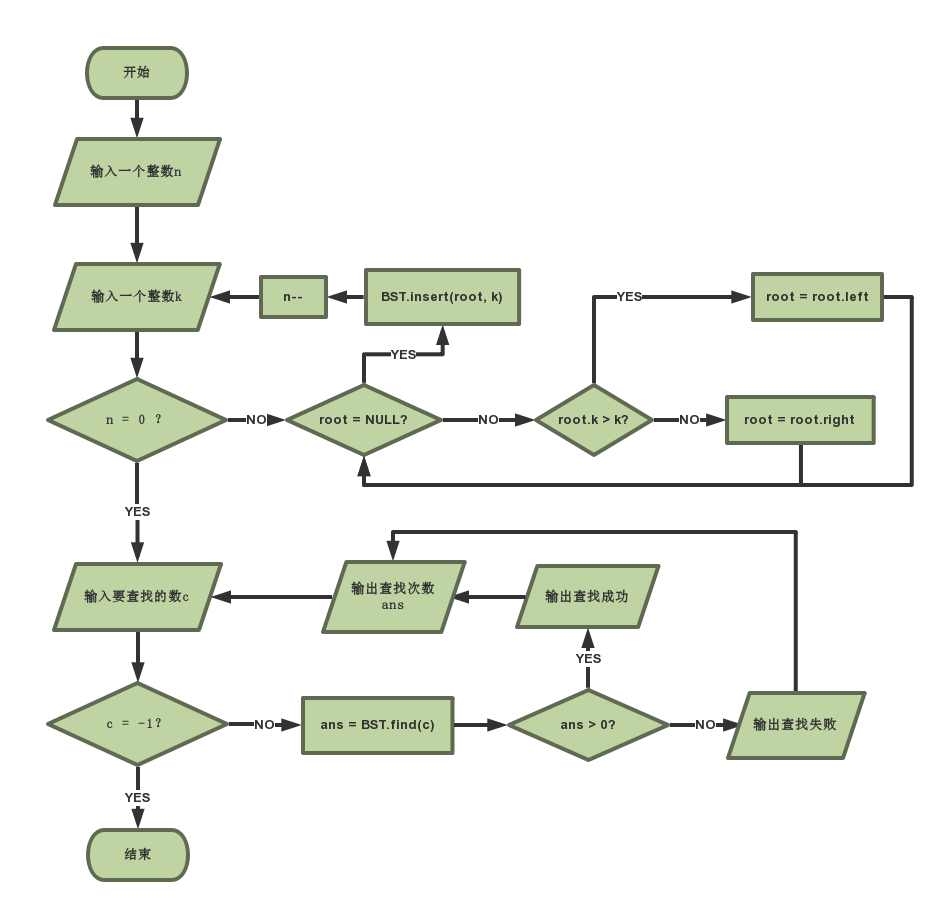 开始
输入一个整数n
输入一个整数k
n--
BST.insert(root, k)
YES
root = root.left
YES
n = 0 ?
NO
root = NULL?
NO
root.k > k?
NO
root = root.right
YES
输入要查找的数c
输出查找次数
ans
输出查找成功
YES
c = -1?
NO
ans = BST.find(c)
ans > 0?
NO
输出查找失败
YES
结束